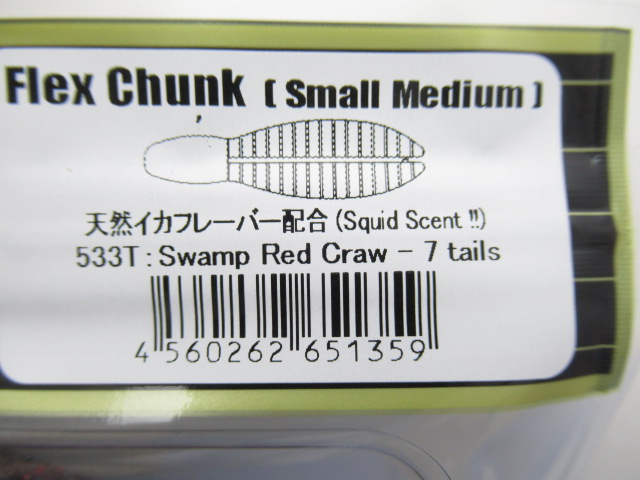 Flex Chunk [ Small Medium ]
天然イカフレーバー配合 (Squid Scent !!)
533T : Swamp Red Craw - 7 tails
4 560262 651359